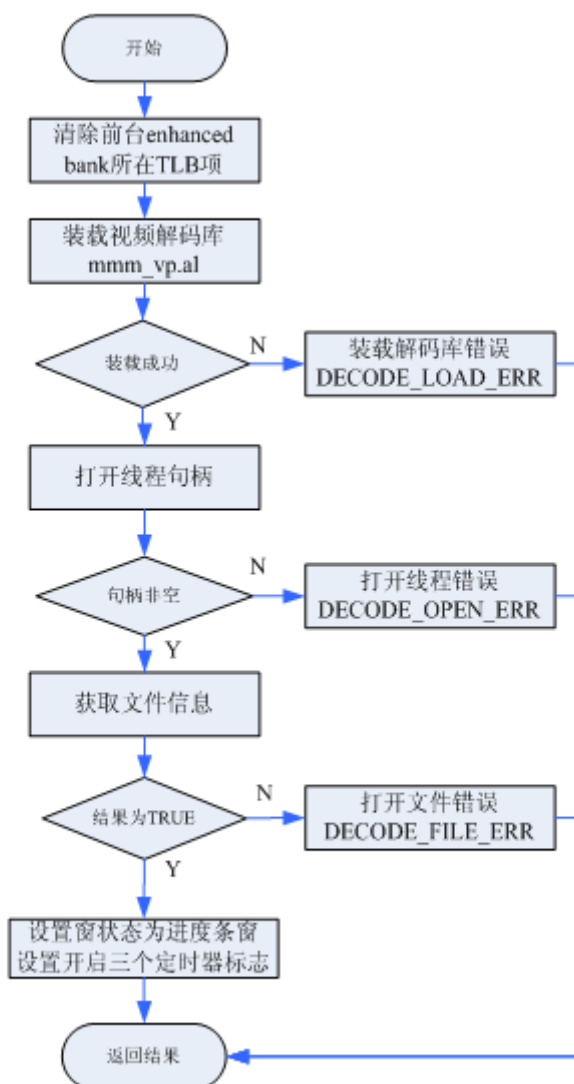 开始
清除前台enhanced
bank所在TLB项
装载视频解码库
mmm_vp.al
装载成功
N
装载解码库错误
DECODE_LOAD_ERR
Y
打开线程句柄
句柄非空
N
打开线程错误
DECODE_OPEN_ERR
Y
获取文件信息
结果为TRUE
N
打开文件错误
DECODE_FILE_ERR
Y
设置窗状态为进度条窗
设置开启三个定时器标志
返回结果